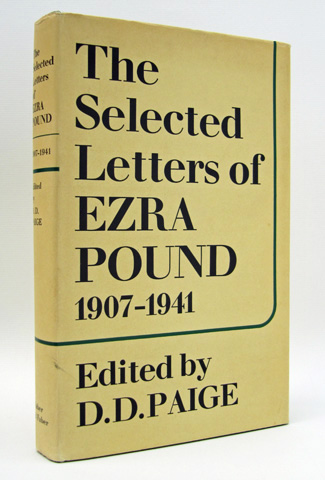 The
Selected
Letters of
EZRA
POUND
1907-1941
Edited by
D.D.PAIGE
The
Selected
Letters
of
EZRA
POUND
1907-1941
Edited
by
D.D.
PAIGE